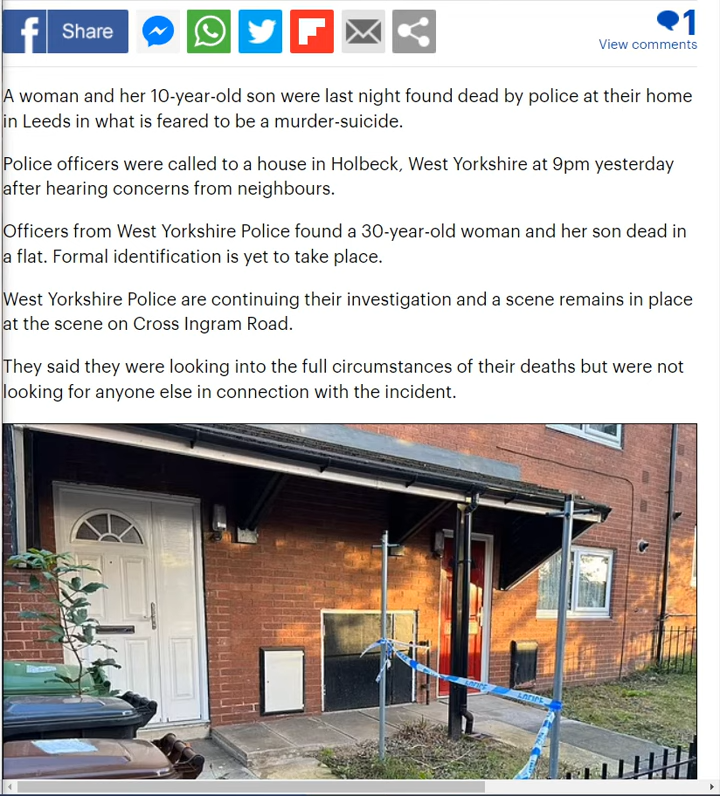 Share
1
View comments
A woman and her 10-year-old son were last night found dead by police at their home
in Leeds in what is feared to be a murder-suicide.
Police officers were called to a house in Holbeck, West Yorkshire at 9pm yesterday
after hearing concerns from neighbours.
Officers from West Yorkshire Police found a 30-year-old woman and her son dead in
a flat. Formal identification is yet to take place.
West Yorkshire Police are continuing their investigation and a scene remains in place
at the scene on Cross Ingram Road.
They said they were looking into the full circumstances of their deaths but were not
looking for anyone else in connection with the incident.